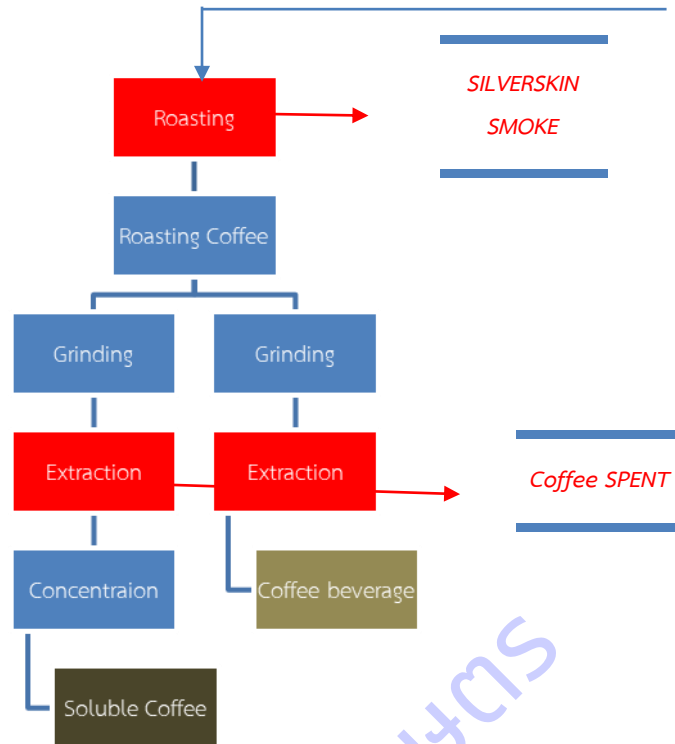 SILVERSKIN
Roasting
SMOKE
Roasting Coffee
Grinding
Grinding
Extraction
Extraction
Coffee SPENT
Concentraion
Coffee beverage
Soluble Coffee